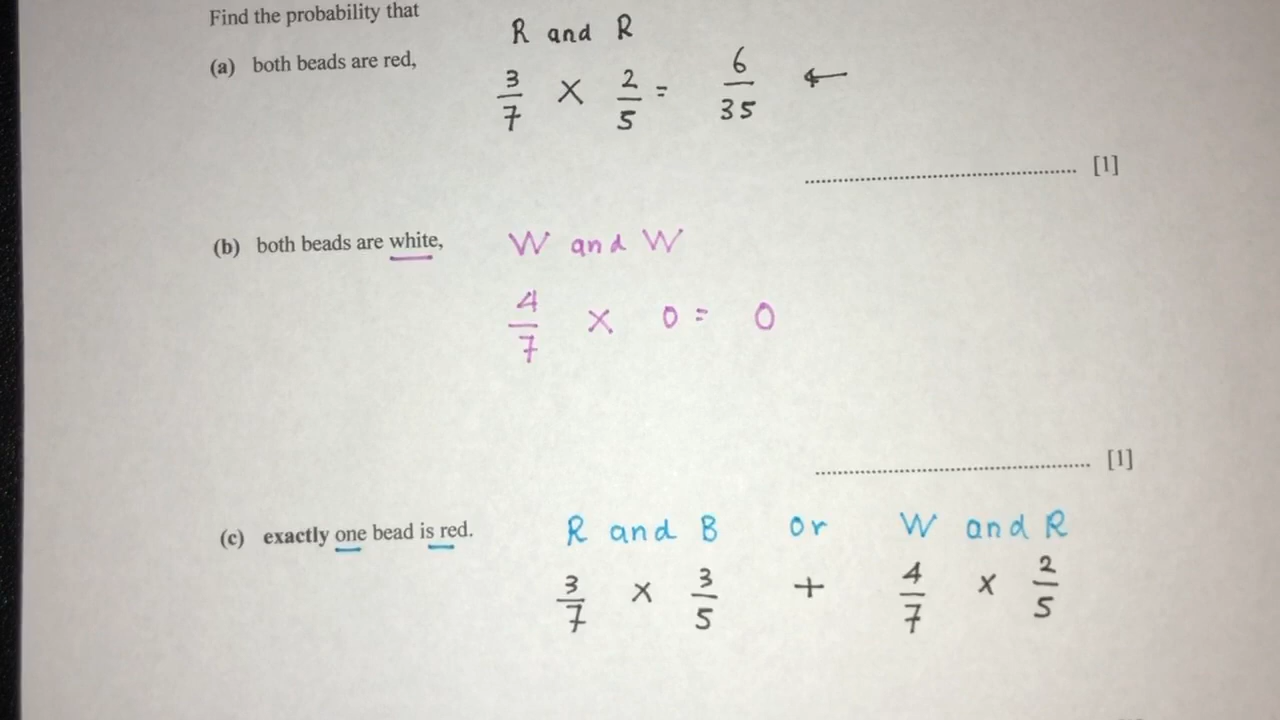 Find the probability that
R and R
(a) both beads are red,
3/7 × 2/5 = 6/35 ←
.................................................. [1]
(b) both beads are white,
W and W
4/7 × 0 = 0
.................................................. [1]
(c) exactly one bead is red.
R and B or W and R
3/7 × 3/5 + 4/7 × 2/5